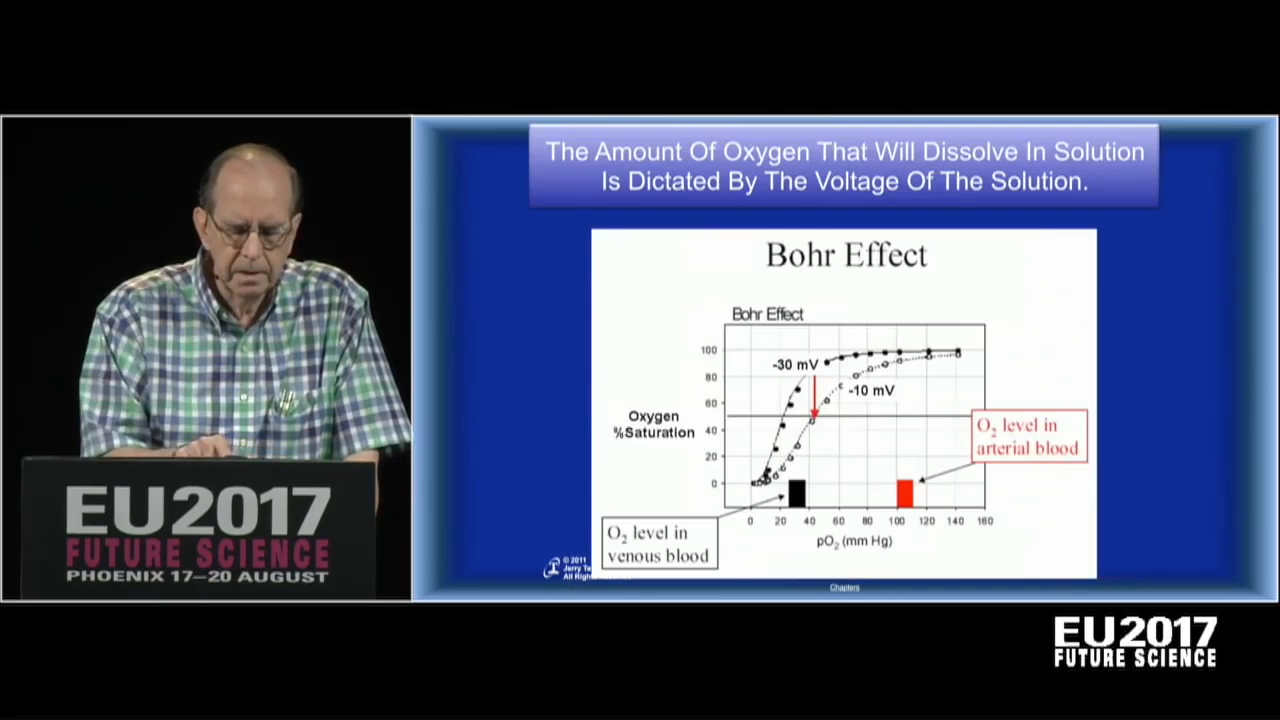 The Amount Of Oxygen That Will Dissolve In Solution
Is Dictated By The Voltage Of The Solution.
Bohr Effect
Bohr Effect
100
80
60
40
20
0
-30 mV
-10 mV
Oxygen
%Saturation
O₂ level in
arterial blood
0 20 40 60 80 100 120 140 160
pO₂ (mm Hg)
O₂ level in
venous blood
© 2011
Jerry
All
Chapters
EU2017
FUTURE SCIENCE
PHOENIX 17–20 AUGUST
EU2017
FUTURE SCIENCE